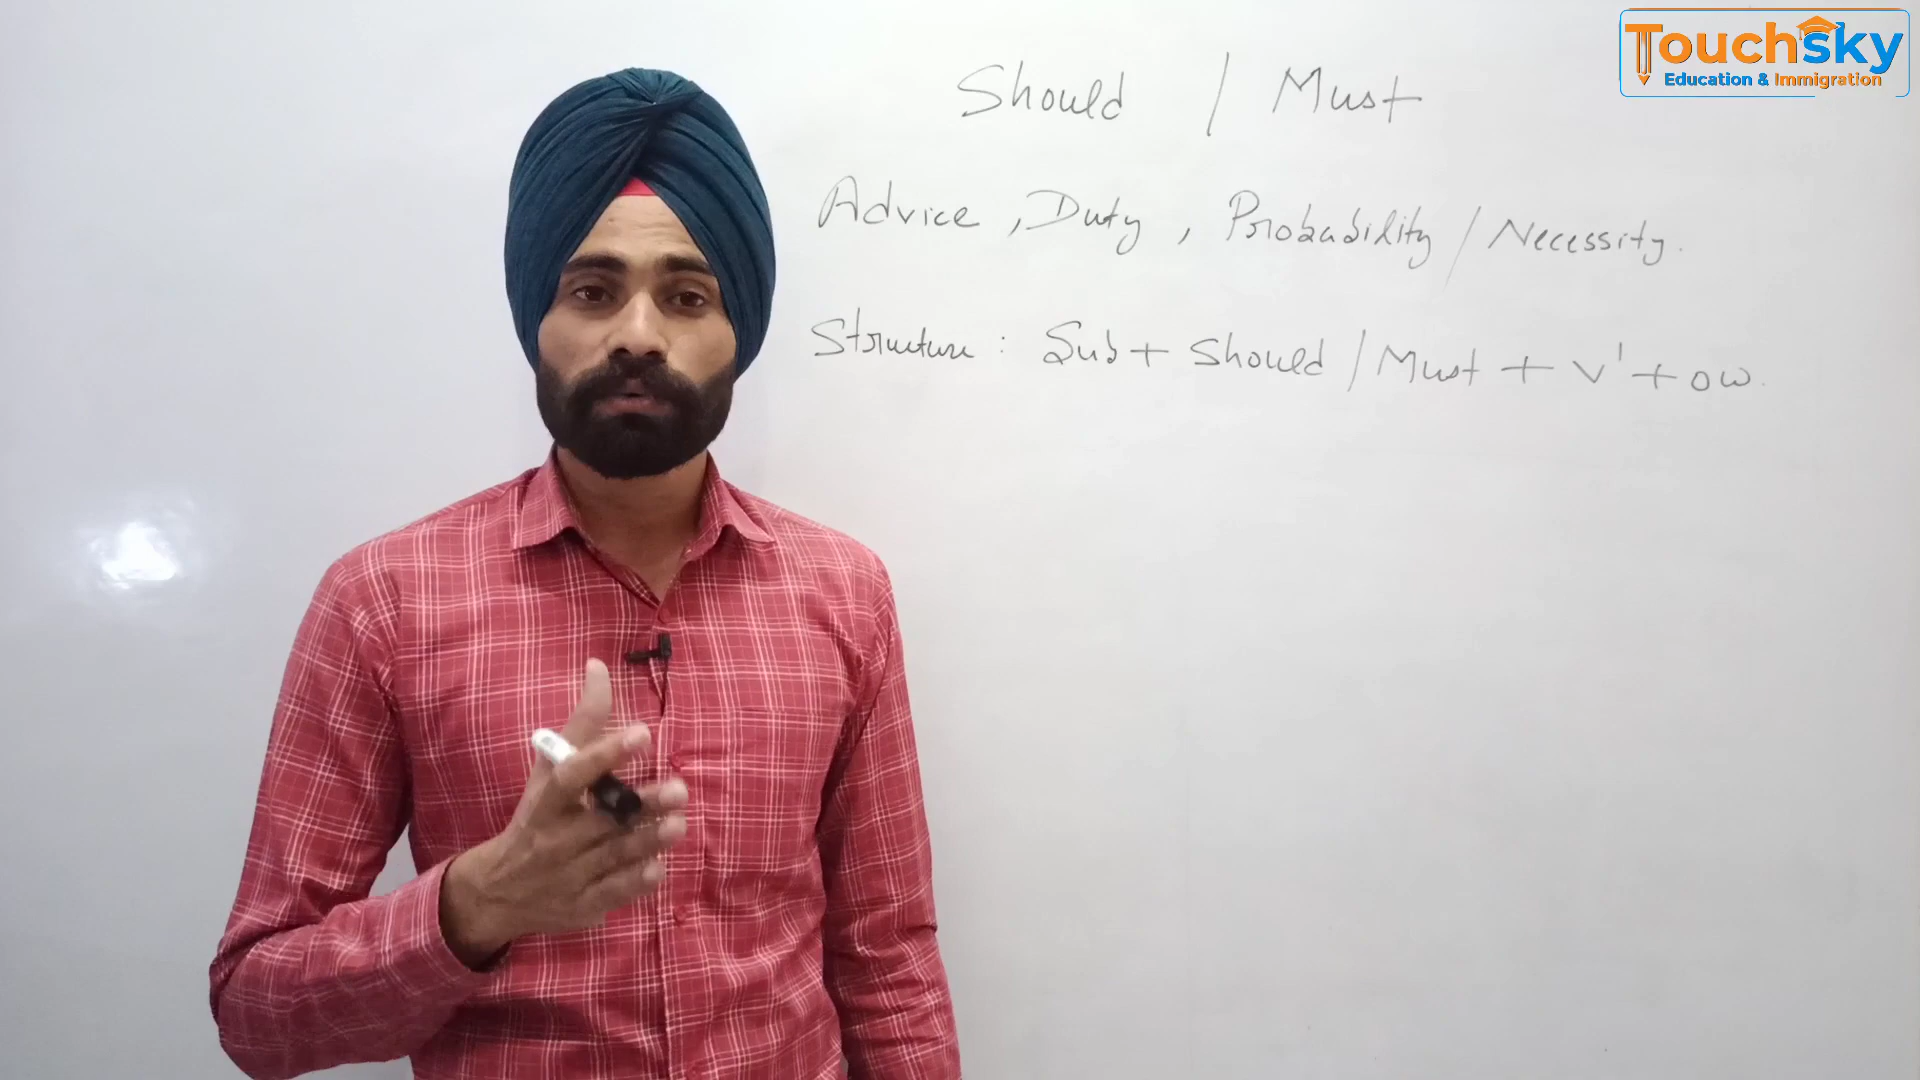 Touchsky
Education & Immigration
Should / Must
Advice, Duty, Probability / Necessity.
Structure: Sub + Should / Must + V¹ + ow.